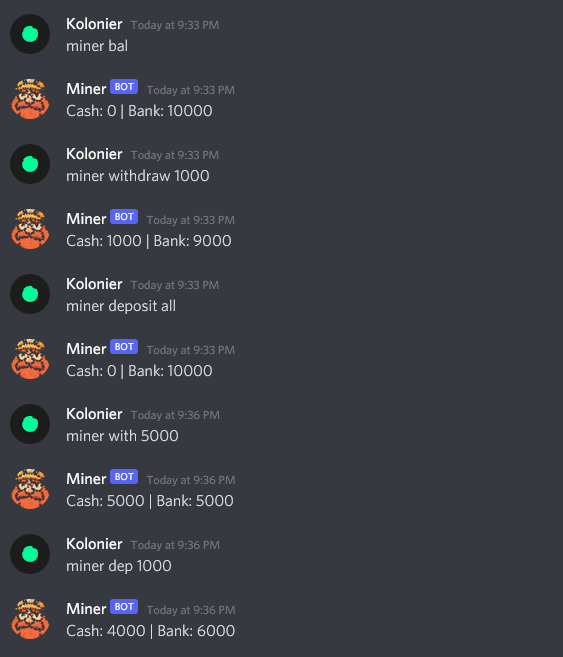 Kolonier Today at 9:33 PM
miner bal
Miner BOT Today at 9:33 PM
Cash: 0 | Bank: 10000
Kolonier Today at 9:33 PM
miner withdraw 1000
Miner BOT Today at 9:33 PM
Cash: 1000 | Bank: 9000
Kolonier Today at 9:33 PM
miner deposit all
Miner BOT Today at 9:33 PM
Cash: 0 | Bank: 10000
Kolonier Today at 9:36 PM
miner with 5000
Miner BOT Today at 9:36 PM
Cash: 5000 | Bank: 5000
Kolonier Today at 9:36 PM
miner dep 1000
Miner BOT Today at 9:36 PM
Cash: 4000 | Bank: 6000